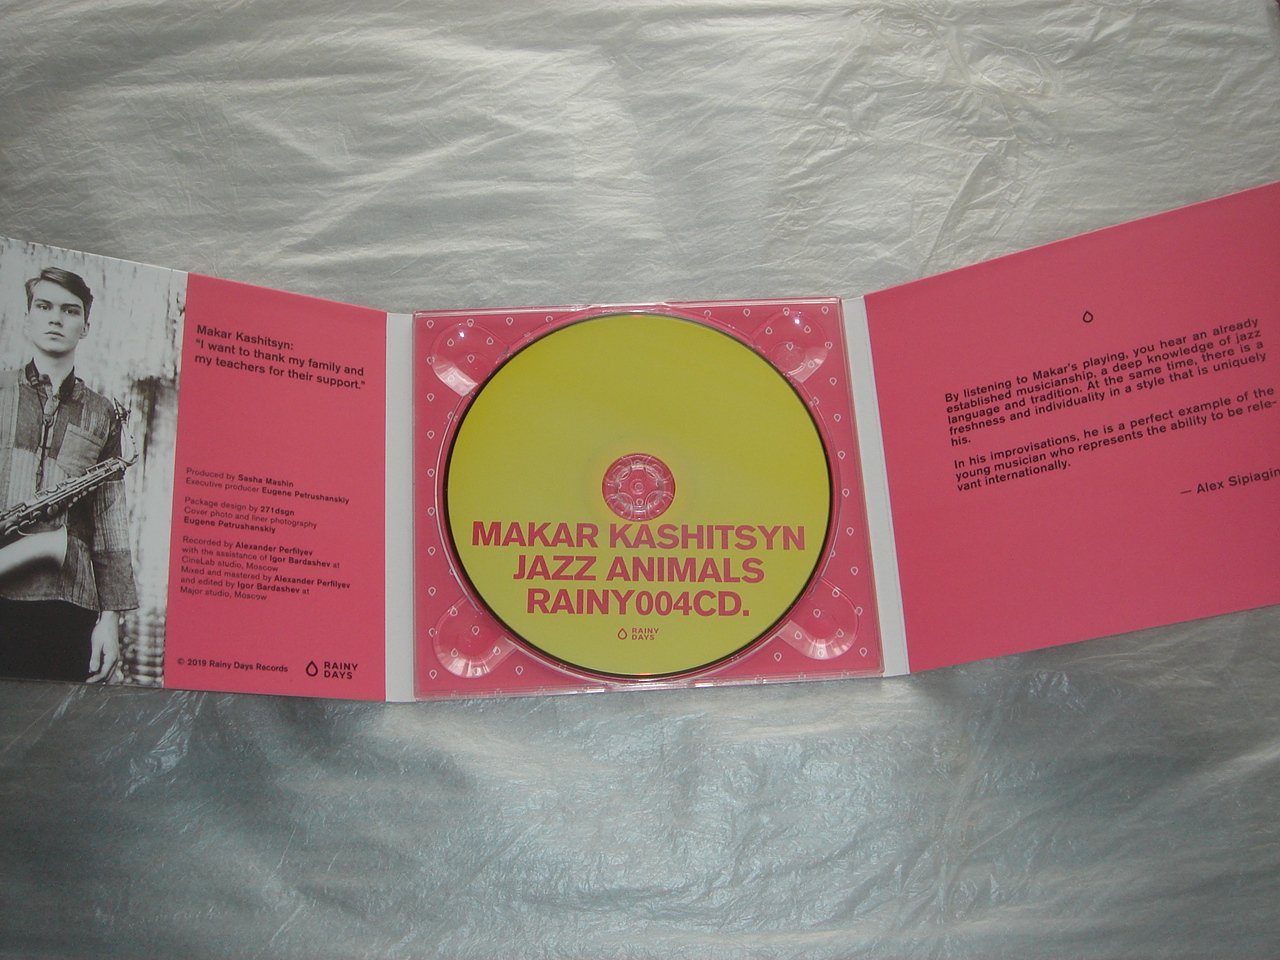 Makar Kashitsyn:
"I want to thank my family and
my teachers for their support."
Produced by Sasha Mashin
Executive producer Eugene Petrushanskiy
Package design by 271dsgn
Cover photo and liner photography
Eugene Petrushanskiy
Recorded by Alexander Perfilyev
with the assistance of Igor Bardashev at
CineLab studio, Moscow
Mixed and mastered by Alexander Perfilyev
and edited by Igor Bardashev at
Major studio, Moscow
© 2019 Rainy Days Records
RAINY
DAYS
MAKAR KASHITSYN
JAZZ ANIMALS
RAINY004CD.
RAINY
DAYS
By listening to Makar's playing, you hear an already
established musicianship, a deep knowledge of jazz
language and tradition. At the same time, there is a
freshness and individuality in a style that is uniquely
his.
In his improvisations, he is a perfect example of the
young musician who represents the ability to be rele-
vant internationally.
— Alex Sipiagin